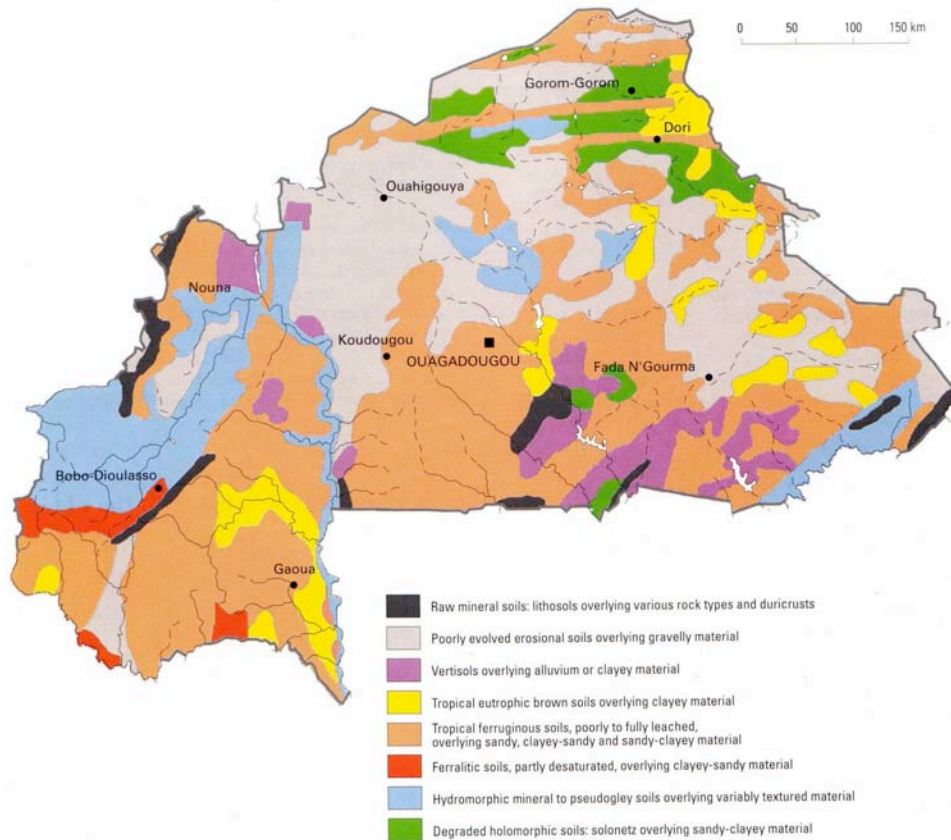 0 50 100 150 km
Gorom-Gorom
Dori
Ouahigouya
Nouna
Koudougou
OUAGADOUGOU
Fada N'Gourma
Bobo-Dioulasso
Gaoua
Raw mineral soils: lithosols overlying various rock types and duricrusts
Poorly evolved erosional soils overlying gravelly material
Vertisols overlying alluvium or clayey material
Tropical eutrophic brown soils overlying clayey material
Tropical ferruginous soils, poorly to fully leached,
overlying sandy, clayey-sandy and sandy-clayey material
Ferralitic soils, partly desaturated, overlying clayey-sandy material
Hydromorphic mineral to pseudogley soils overlying variably textured material
Degraded holomorphic soils: solonetz overlying sandy-clayey material